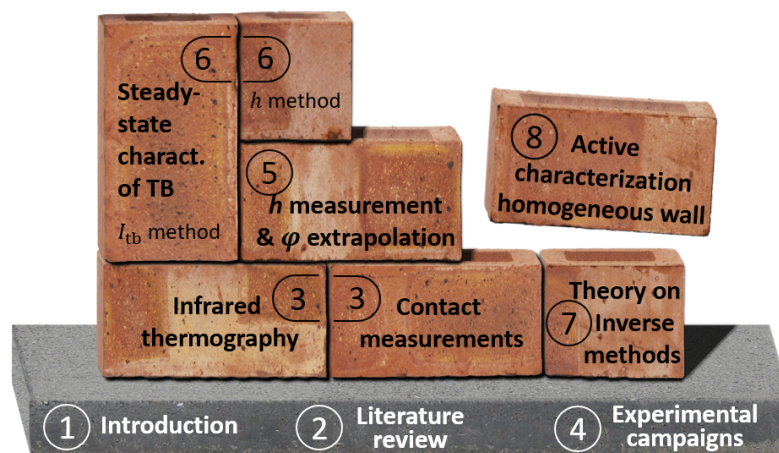 6
6
Steady-
state
charact.
of TB
I_tb method
h method
8
Active
characterization
homogeneous wall
5
h measurement
& φ extrapolation
Infrared
thermography
3
3
Contact
measurements
Theory on
7
Inverse
methods
1
Introduction
2
Literature
review
4
Experimental
campaigns